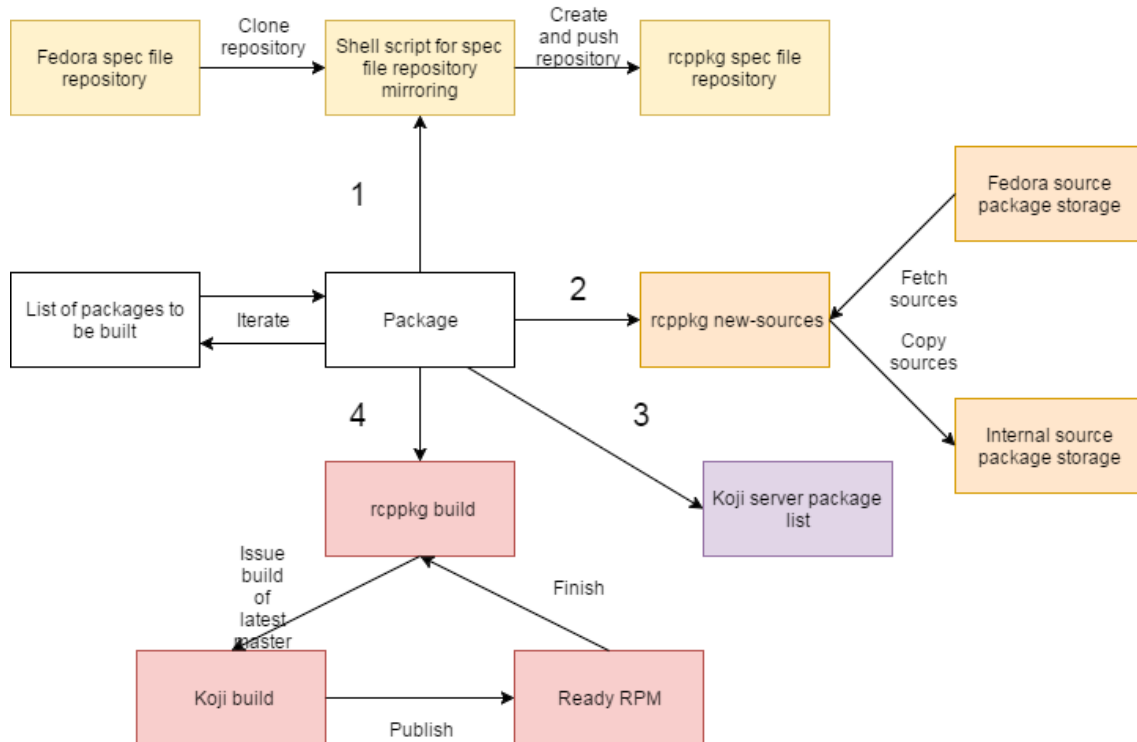 Clone
repository
Create
and push
repository
Fedora spec file
repository
Shell script for spec
file repository
mirroring
rcppkg spec file
repository
1
Fedora source
package storage
List of packages to
be built
Iterate
Package
2
rcppkg new-sources
Fetch
sources
Copy
sources
4
3
Internal source
package storage
rcppkg build
Koji server package
list
Issue
build
of
latest
master
Finish
Koji build
Publish
Ready RPM